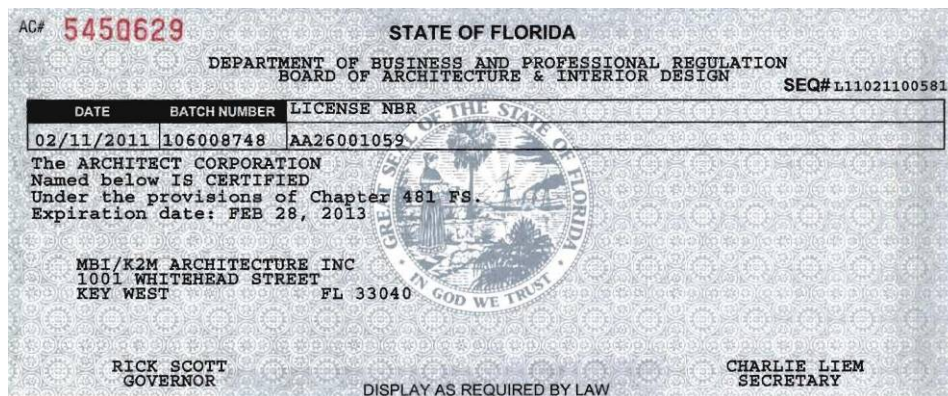 AC# 5450629
STATE OF FLORIDA
DEPARTMENT OF BUSINESS AND PROFESSIONAL REGULATION
BOARD OF ARCHITECTURE & INTERIOR DESIGN
SEQ# L11021100581
DATE BATCH NUMBER LICENSE NBR
02/11/2011 106008748 AA26001059
The ARCHITECT CORPORATION
Named below IS CERTIFIED
Under the provisions of Chapter 481 FS.
Expiration date: FEB 28, 2013
MBI/K2M ARCHITECTURE INC
1001 WHITEHEAD STREET
KEY WEST FL 33040
GREAT SEAL OF THE STATE OF FLORIDA
IN GOD WE TRUST
RICK SCOTT CHARLIE LIEM
GOVERNOR SECRETARY
DISPLAY AS REQUIRED BY LAW